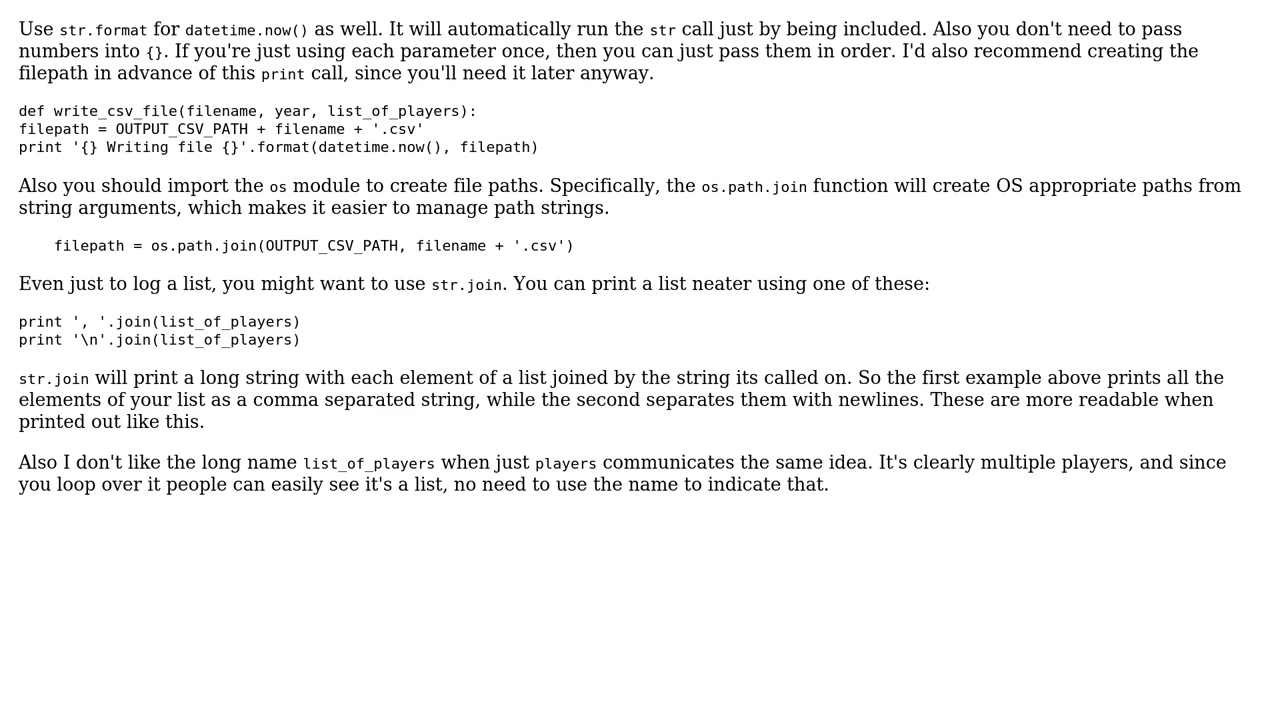 Use str.format for datetime.now() as well. It will automatically run the str call just by being included. Also you don't need to pass
numbers into {}. If you're just using each parameter once, then you can just pass them in order. I'd also recommend creating the
filepath in advance of this print call, since you'll need it later anyway.
def write_csv_file(filename, year, list_of_players):
filepath = OUTPUT_CSV_PATH + filename + '.csv'
print '{} Writing file {}'.format(datetime.now(), filepath)
Also you should import the os module to create file paths. Specifically, the os.path.join function will create OS appropriate paths from
string arguments, which makes it easier to manage path strings.
    filepath = os.path.join(OUTPUT_CSV_PATH, filename + '.csv')
Even just to log a list, you might want to use str.join. You can print a list neater using one of these:
print ', '.join(list_of_players)
print '\n'.join(list_of_players)
str.join will print a long string with each element of a list joined by the string its called on. So the first example above prints all the
elements of your list as a comma separated string, while the second separates them with newlines. These are more readable when
printed out like this.
Also I don't like the long name list_of_players when just players communicates the same idea. It's clearly multiple players, and since
you loop over it people can easily see it's a list, no need to use the name to indicate that.